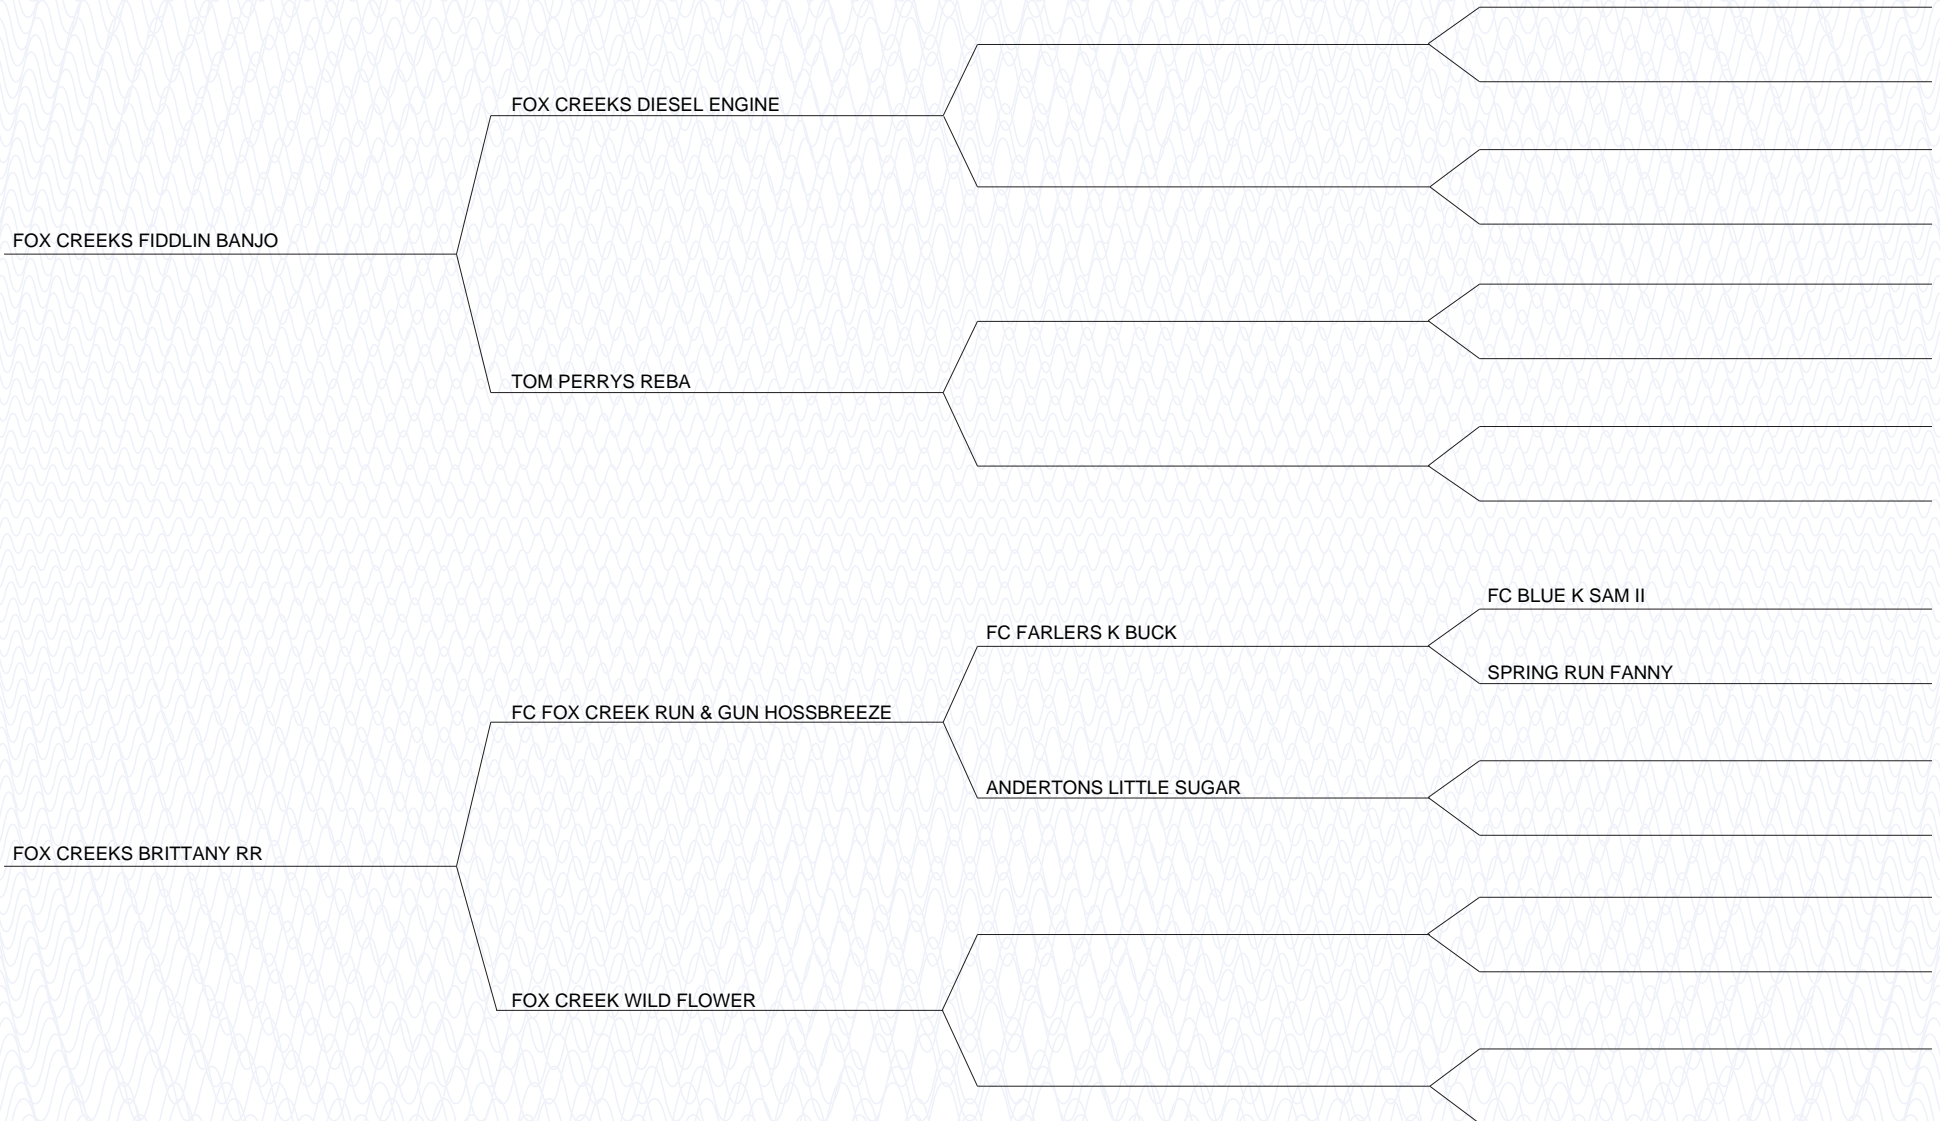 FOX CREEKS DIESEL ENGINE
FOX CREEKS FIDDLIN BANJO
TOM PERRYS REBA
FC BLUE K SAM II
FC FARLERS K BUCK
SPRING RUN FANNY
FC FOX CREEK RUN & GUN HOSSBREEZE
ANDERTONS LITTLE SUGAR
FOX CREEKS BRITTANY RR
FOX CREEK WILD FLOWER